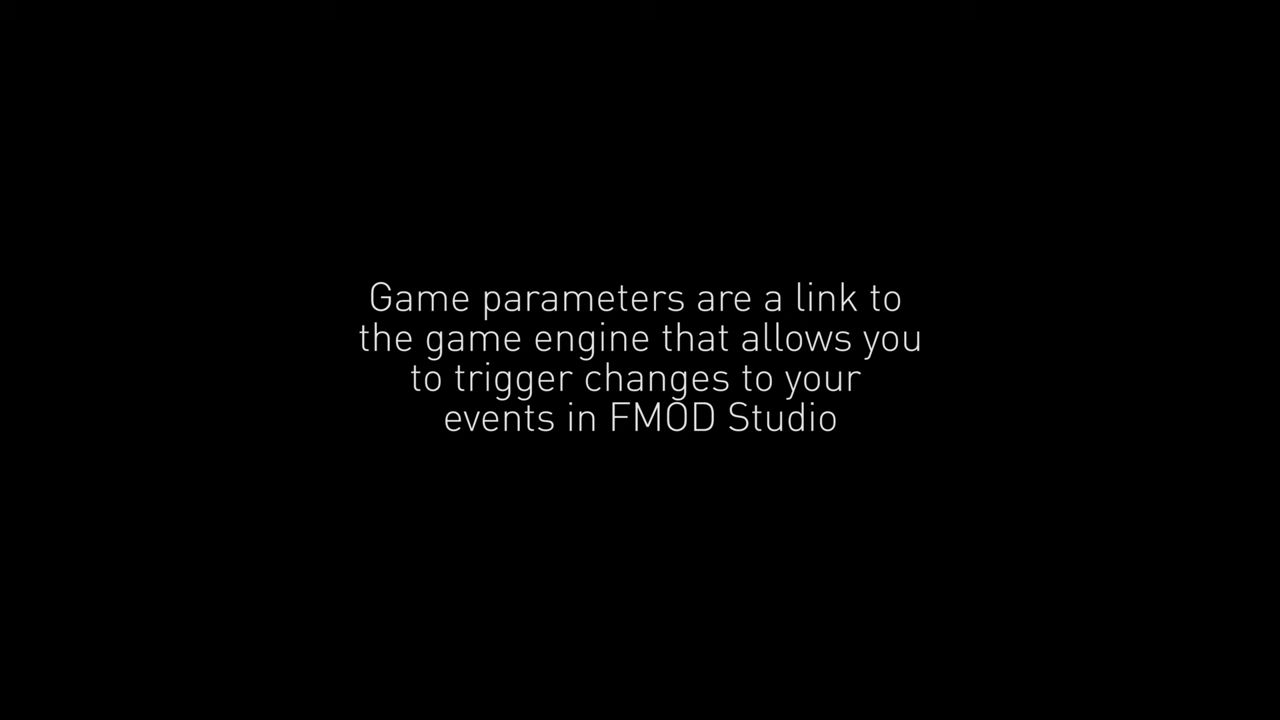 Game parameters are a link to
the game engine that allows you
to trigger changes to your
events in FMOD Studio